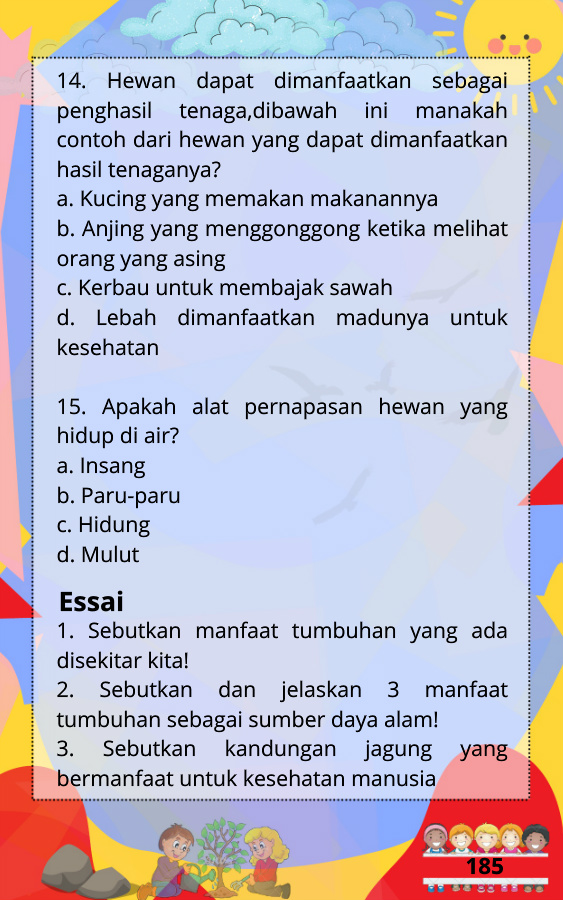 14. Hewan dapat dimanfaatkan sebagai
penghasil tenaga,dibawah ini manakah
contoh dari hewan yang dapat dimanfaatkan
hasil tenaganya?
a. Kucing yang memakan makanannya
b. Anjing yang menggonggong ketika melihat
orang yang asing
c. Kerbau untuk membajak sawah
d. Lebah dimanfaatkan madunya untuk
kesehatan
15. Apakah alat pernapasan hewan yang
hidup di air?
a. Insang
b. Paru-paru
c. Hidung
d. Mulut
Essai
1. Sebutkan manfaat tumbuhan yang ada
disekitar kita!
2. Sebutkan dan jelaskan 3 manfaat
tumbuhan sebagai sumber daya alam!
3. Sebutkan kandungan jagung yang
bermanfaat untuk kesehatan manusia
185